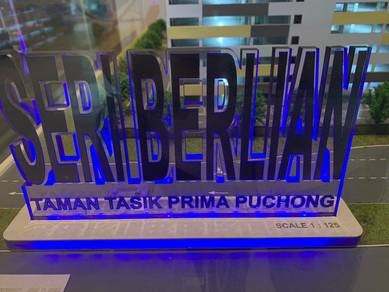 SERI BERLIAN
TAMAN TASIK PRIMA PUCHONG
SCALE 1 : 125